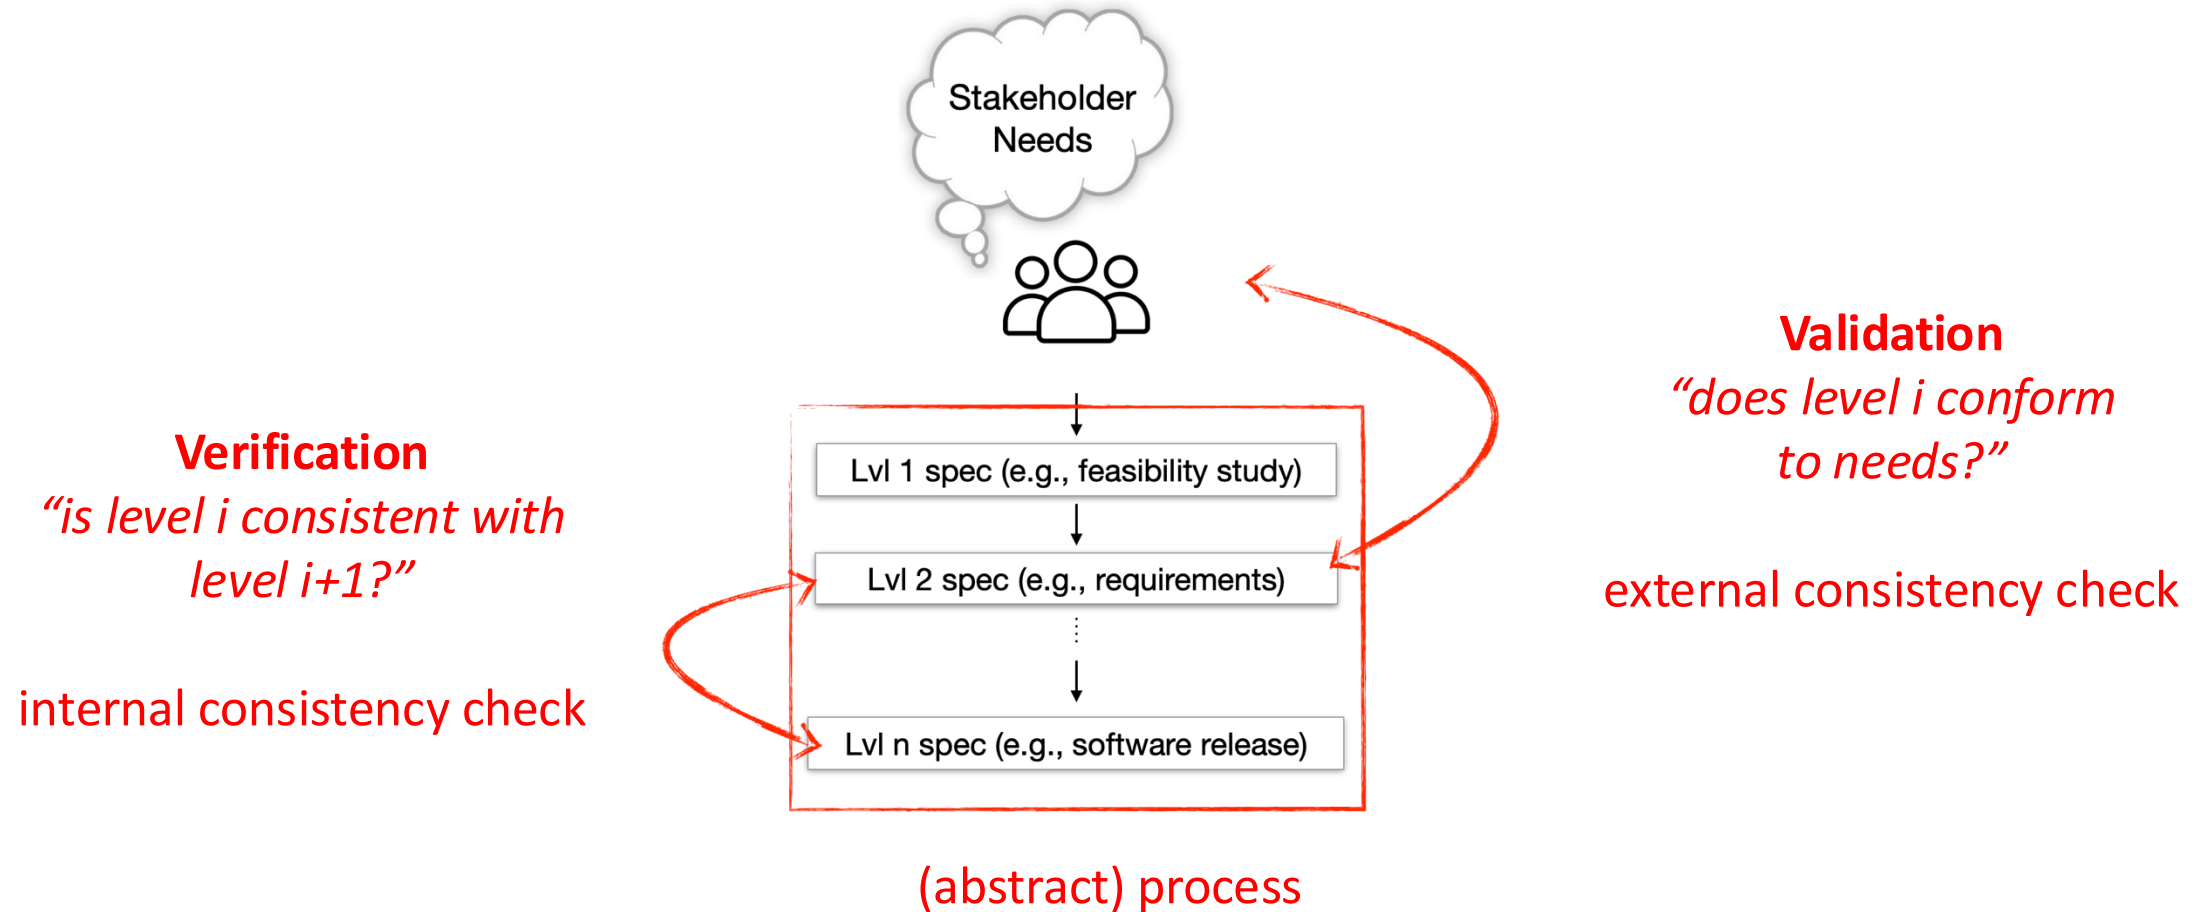 Stakeholder
Needs
Verification
“is level i consistent with
level i+1?”
internal consistency check
Lvl 1 spec (e.g., feasibility study)
Lvl 2 spec (e.g., requirements)
Lvl n spec (e.g., software release)
(abstract) process
Validation
“does level i conform
to needs?”
external consistency check